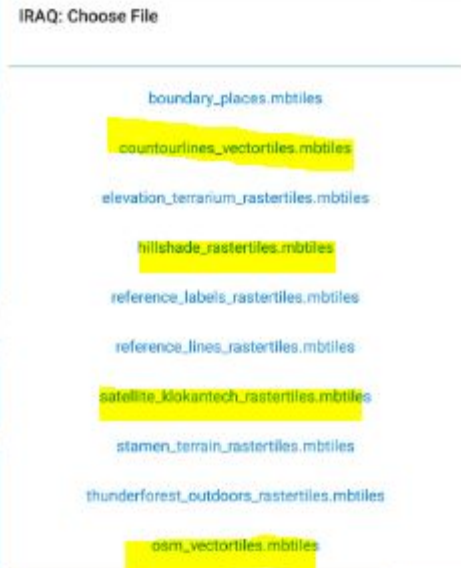 IRAQ: Choose File
boundary_places.mbtiles
countourlines_vectortiles.mbtiles
elevation_terrarium_rastertiles.mbtiles
hillshade_rastertiles.mbtiles
reference_labels_rastertiles.mbtiles
reference_lines_rastertiles.mbtiles
satellite_klokantech_rastertiles.mbtiles
stamen_terrain_rastertiles.mbtiles
thunderforest_outdoors_rastertiles.mbtiles
osm_vectortiles.mbtiles